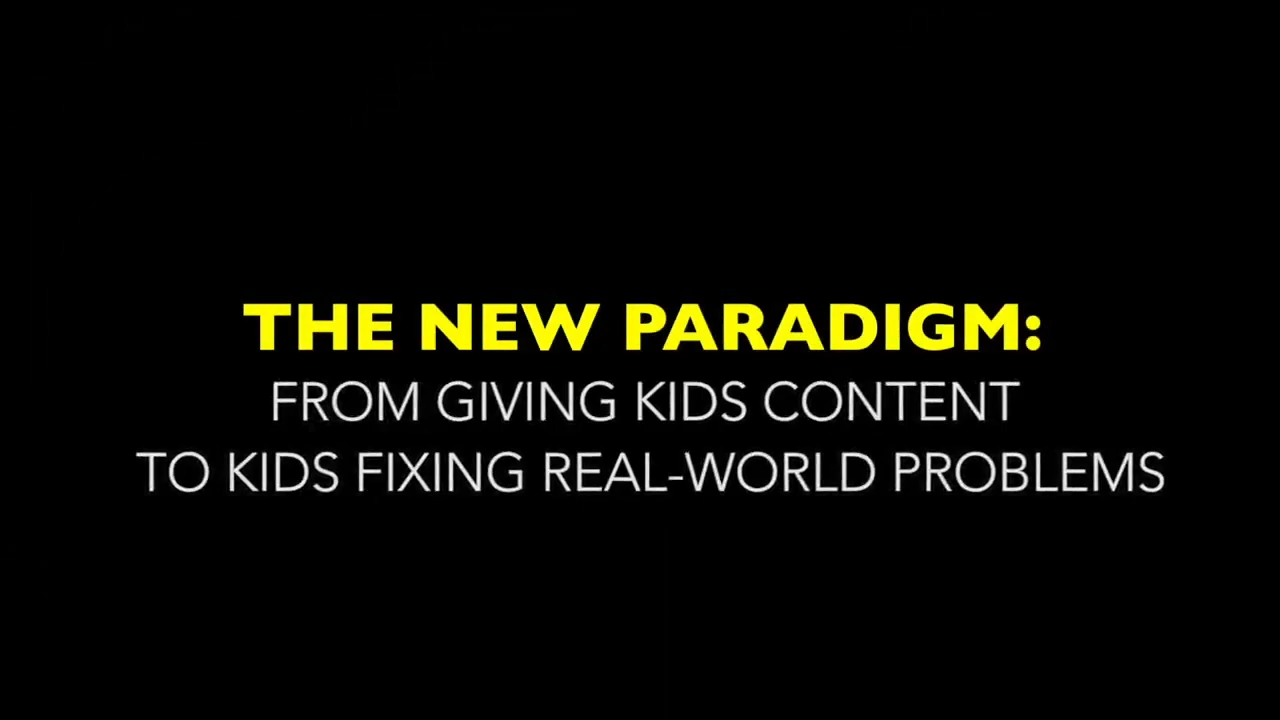 THE NEW PARADIGM:
FROM GIVING KIDS CONTENT
TO KIDS FIXING REAL-WORLD PROBLEMS